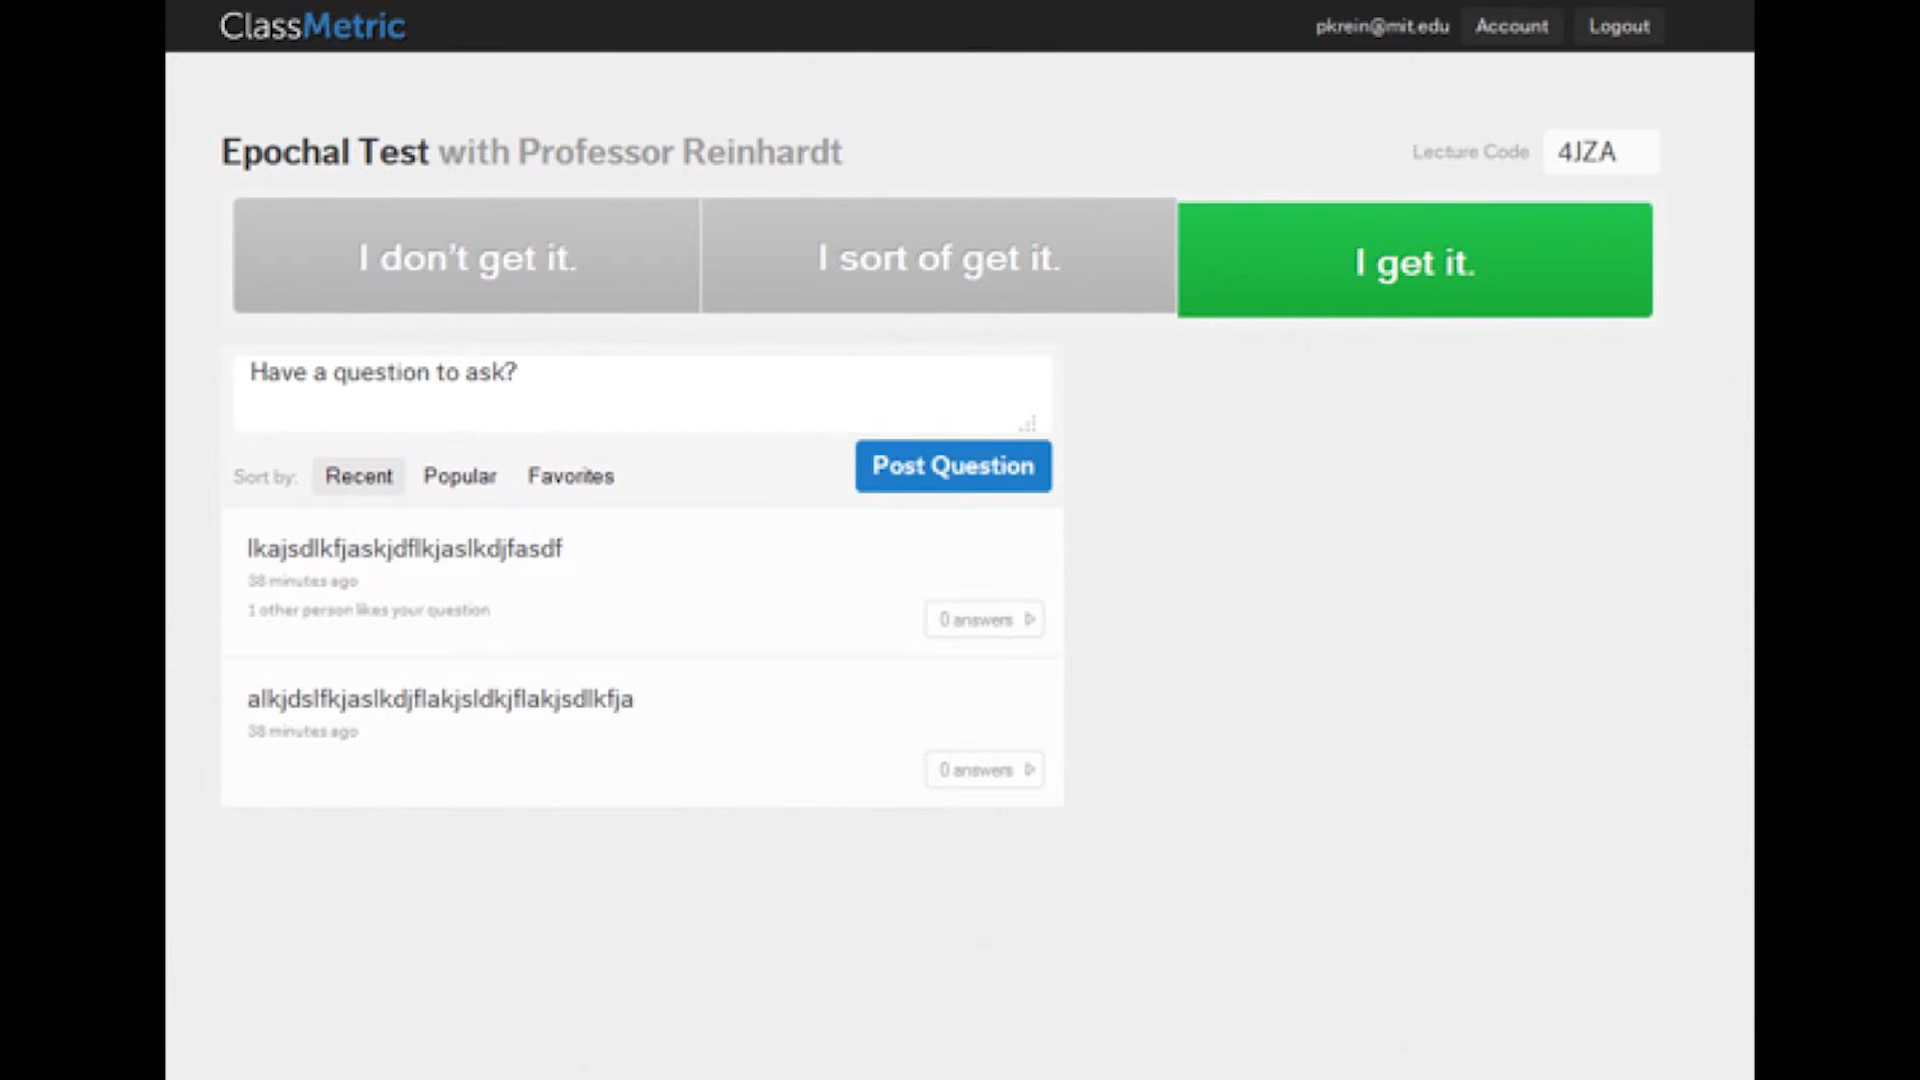 ClassMetric
pkrein@mit.edu Account Logout
Epochal Test with Professor Reinhardt
Lecture Code 4JZA
I don't get it. I sort of get it. I get it.
Have a question to ask?
Sort by: Recent Popular Favorites
Post Question
lkajsdlkfjaskjdflkjaslkdjfasdf
38 minutes ago
1 other person likes your question
0 answers
alkjdslfkjaslkdjflakjsldkjflakjsdlkfja
38 minutes ago
0 answers